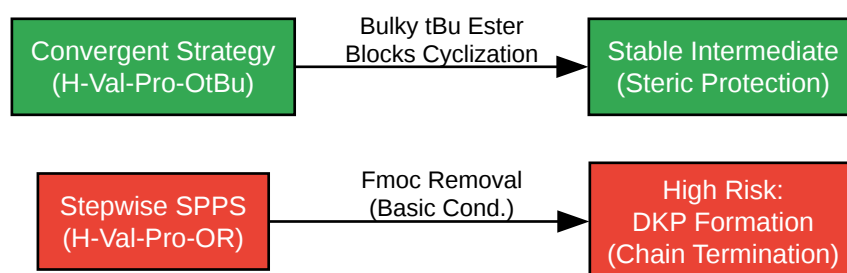 Convergent Strategy
(H-Val-Pro-OtBu)
Bulky tBu Ester
Blocks Cyclization
Stable Intermediate
(Steric Protection)
Stepwise SPPS
(H-Val-Pro-OR)
Fmoc Removal
(Basic Cond.)
High Risk:
DKP Formation
(Chain Termination)